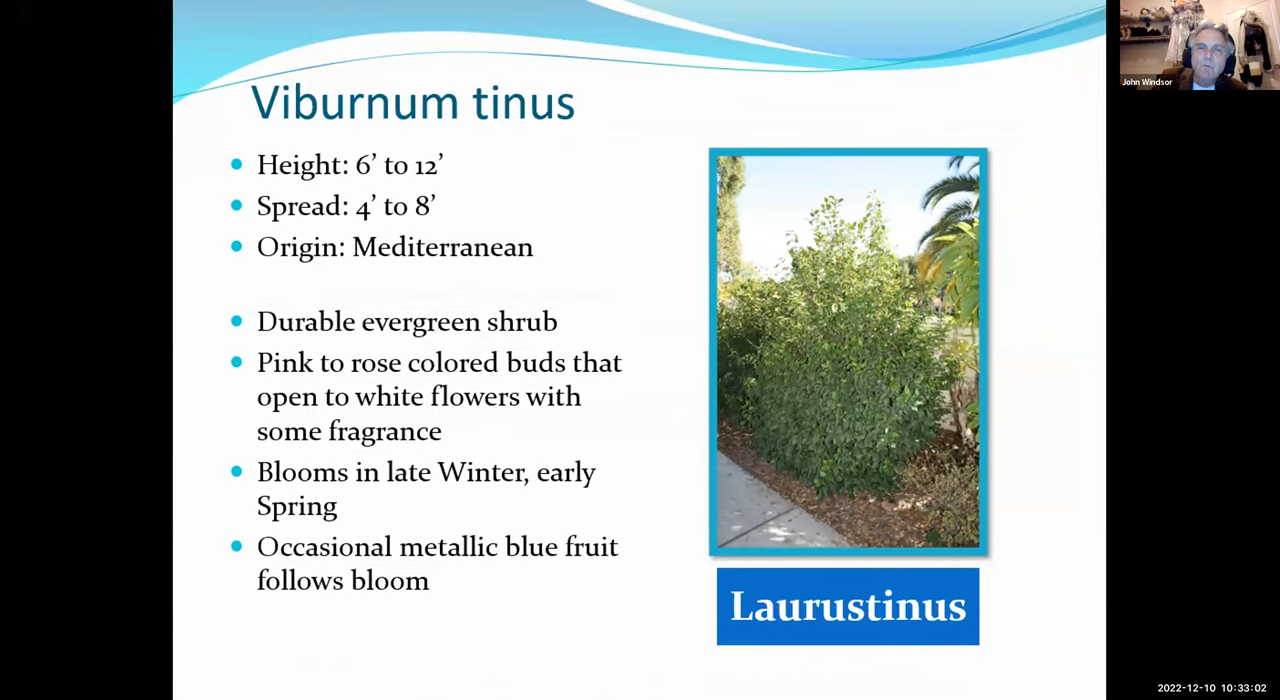 Viburnum tinus
Height: 6’ to 12’
Spread: 4’ to 8’
Origin: Mediterranean
Durable evergreen shrub
Pink to rose colored buds that
open to white flowers with
some fragrance
Blooms in late Winter, early
Spring
Occasional metallic blue fruit
follows bloom
Laurustinus
John Windsor
2022-12-10 10:33:02